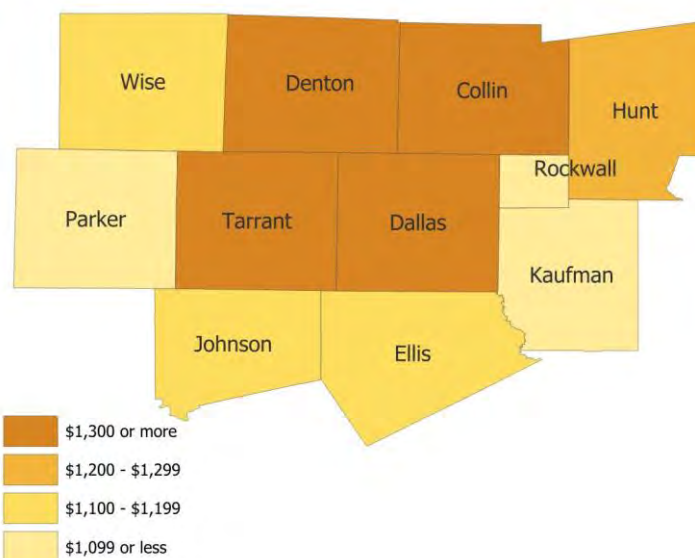 Wise
Denton
Collin
Hunt
Rockwall
Parker
Tarrant
Dallas
Kaufman
Johnson
Ellis
$1,300 or more
$1,200 - $1,299
$1,100 - $1,199
$1,099 or less